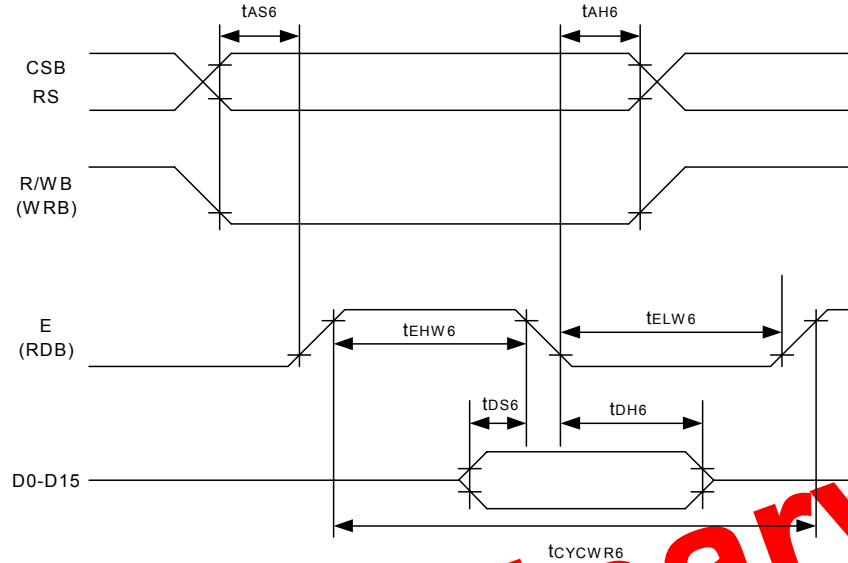 tAS6
tAH6
CSB
RS
R/WB
(WRB)
E
(RDB)
tEHW6
tELW6
tDS6
tDH6
D0-D15
tCYCWR6